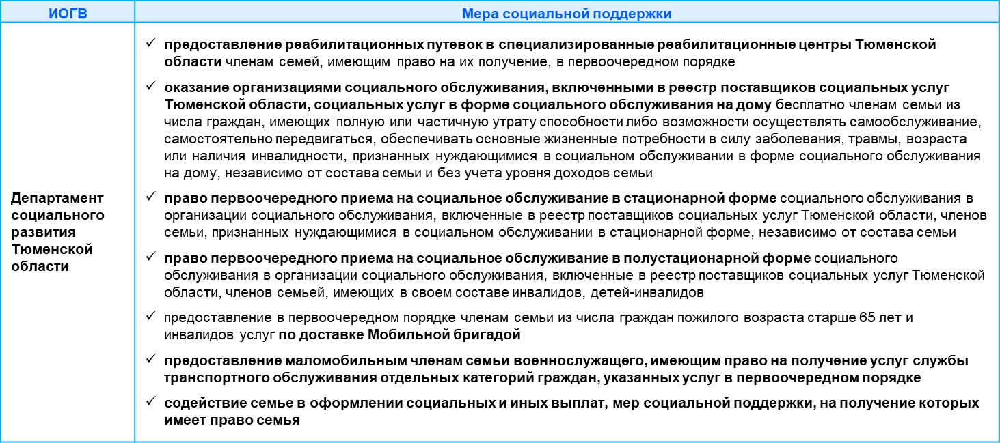 ИОГВ
Мера социальной поддержки
Департамент
социального
развития
Тюменской
области
✓ предоставление реабилитационных путевок в специализированные реабилитационные центры Тюменской
области членам семей, имеющим право на их получение, в первоочередном порядке
✓ оказание организациями социального обслуживания, включенными в реестр поставщиков социальных услуг
Тюменской области, социальных услуг в форме социального обслуживания на дому бесплатно членам семьи из
числа граждан, имеющих полную или частичную утрату способности либо возможности осуществлять самообслуживание,
самостоятельно передвигаться, обеспечивать основные жизненные потребности в силу заболевания, травмы, возраста
или наличия инвалидности, признанных нуждающимися в социальном обслуживании в форме социального обслуживания
на дому, независимо от состава семьи и без учета уровня доходов семьи
✓ право первоочередного приема на социальное обслуживание в стационарной форме социального обслуживания в
организации социального обслуживания, включенные в реестр поставщиков социальных услуг Тюменской области, членов
семьи, признанных нуждающимися в социальном обслуживании в стационарной форме, независимо от состава семьи
✓ право первоочередного приема на социальное обслуживание в полустационарной форме социального
обслуживания в организации социального обслуживания, включенные в реестр поставщиков социальных услуг Тюменской
области, членов семьей, имеющих в своем составе инвалидов, детей-инвалидов
✓ предоставление в первоочередном порядке членам семьи из числа граждан пожилого возраста старше 65 лет и
инвалидов услуг по доставке Мобильной бригадой
✓ предоставление маломобильным членам семьи военнослужащего, имеющим право на получение услуг службы
транспортного обслуживания отдельных категорий граждан, указанных услуг в первоочередном порядке
✓ содействие семье в оформлении социальных и иных выплат, мер социальной поддержки, на получение которых
имеет право семья